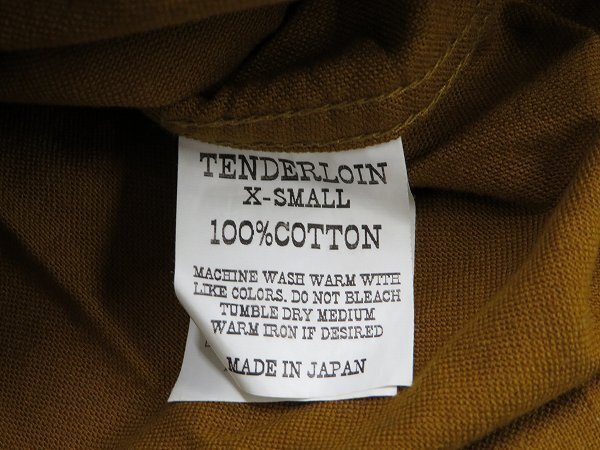 TENDERLOIN
X-SMALL
100%COTTON
MACHINE WASH WARM WITH
LIKE COLORS. DO NOT BLEACH
TUMBLE DRY MEDIUM
WARM IRON IF DESIRED
MADE IN JAPAN